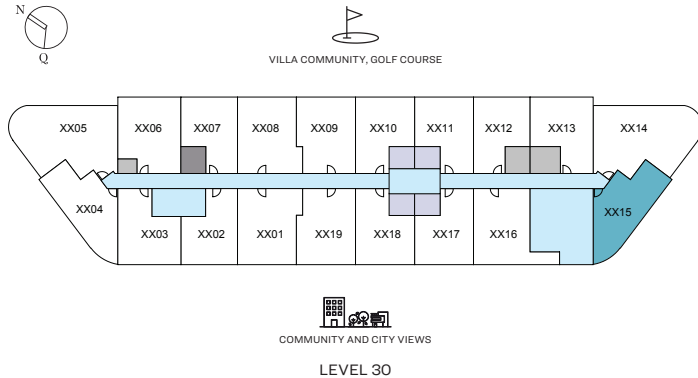 N
Q
VILLA COMMUNITY, GOLF COURSE
XX05 XX06 XX07 XX08 XX09 XX10 XX11 XX12 XX13 XX14
XX04 XX15
XX03 XX02 XX01 XX19 XX18 XX17 XX16
COMMUNITY AND CITY VIEWS
LEVEL 30